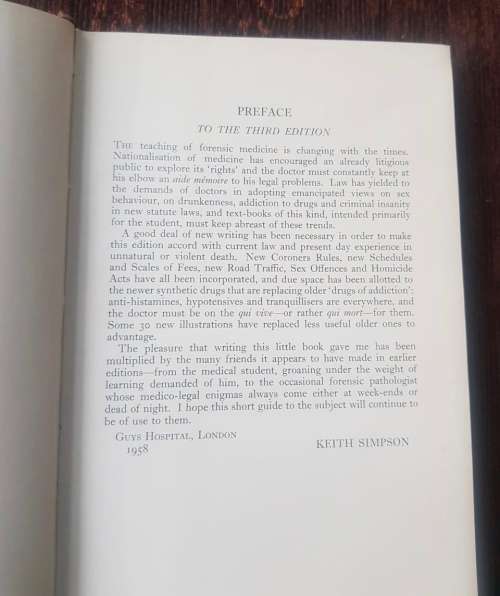 PREFACE
TO THE THIRD EDITION
THE teaching of forensic medicine is changing with the times.
Nationalisation of medicine has encouraged an already litigious
public to explore its 'rights' and the doctor must constantly keep at
his elbow an aide mémoire to his legal problems. Law has yielded to
the demands of doctors in adopting emancipated views on sex
behaviour, on drunkenness, addiction to drugs and criminal insanity
in new statute laws, and text-books of this kind, intended primarily
for the student, must keep abreast of these trends.
A good deal of new writing has been necessary in order to make
this edition accord with current law and present day experience in
unnatural or violent death. New Coroners Rules, new Schedules
and Scales of Fees, new Road Traffic, Sex Offences and Homicide
Acts have all been incorporated, and due space has been allotted to
the newer synthetic drugs that are replacing older 'drugs of addiction':
anti-histamines, hypotensives and tranquillisers are everywhere, and
the doctor must be on the qui vive—or rather qui mort—for them.
Some 30 new illustrations have replaced less useful older ones to
advantage.
The pleasure that writing this little book gave me has been
multiplied by the many friends it appears to have made in earlier
editions—from the medical student, groaning under the weight of
learning demanded of him, to the occasional forensic pathologist
whose medico-legal enigmas always come either at week-ends or
dead of night. I hope this short guide to the subject will continue to
be of use to them.
GUYS HOSPITAL, LONDON
1958
KEITH SIMPSON